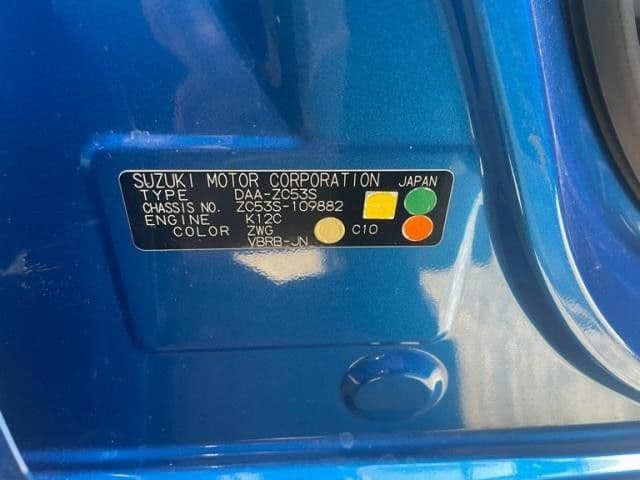 SUZUKI MOTOR CORPORATION JAPAN
TYPE DAA-ZC53S
CHASSIS NO. ZC53S-109882
ENGINE K12C
COLOR ZWG C10
VBRB-JN